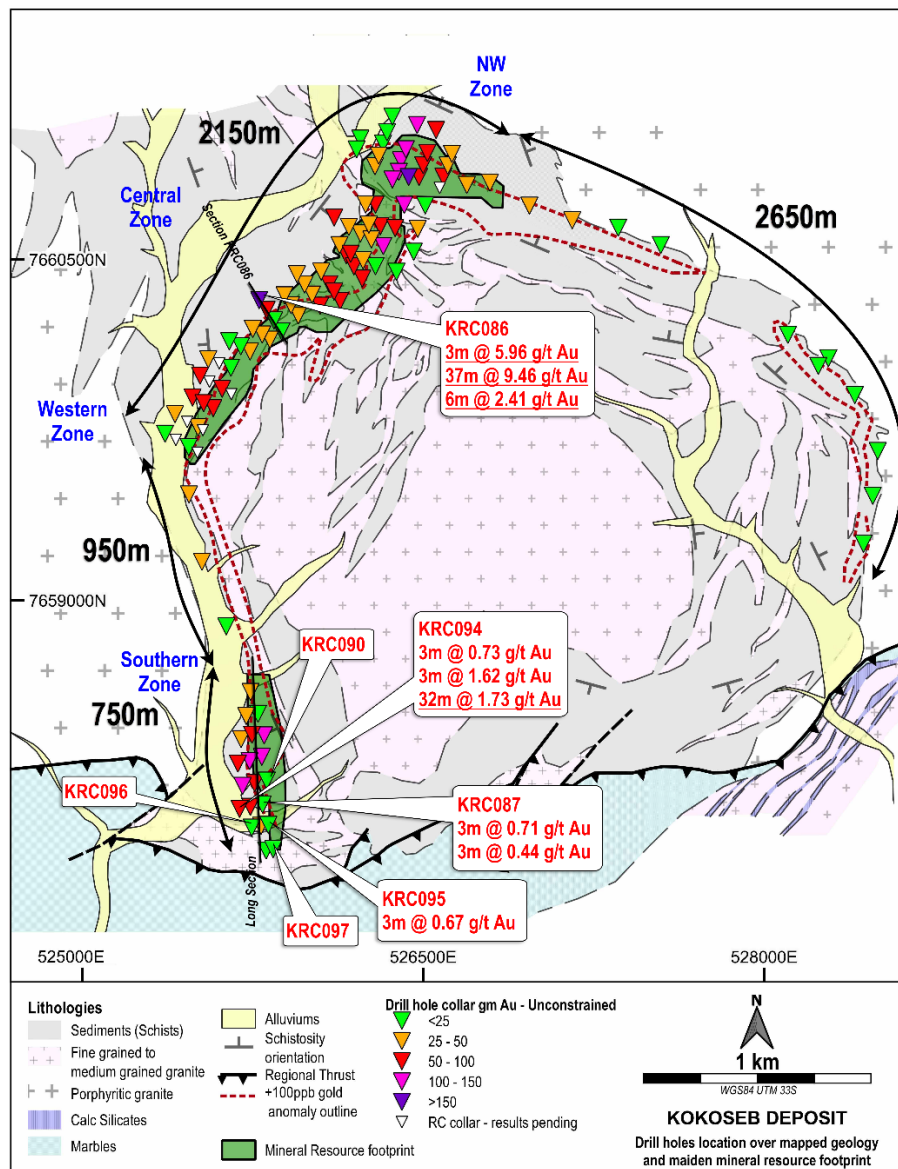 NW
Zone
2150m
Central
Zone
Section KRC086
2650m
7660500N
KRC086
3m @ 5.96 g/t Au
37m @ 9.46 g/t Au
6m @ 2.41 g/t Au
Western
Zone
950m
7659000N
KRC094
3m @ 0.73 g/t Au
3m @ 1.62 g/t Au
32m @ 1.73 g/t Au
KRC090
Southern
Zone
750m
KRC096
KRC087
3m @ 0.71 g/t Au
3m @ 0.44 g/t Au
KRC095
3m @ 0.67 g/t Au
Long Section
KRC097
525000E
526500E
528000E
Lithologies
Sediments (Schists)
Fine grained to
medium grained granite
Porphyritic granite
Calc Silicates
Marbles
Alluviums
Schistosity
orientation
Regional Thrust
+100ppb gold
anomaly outline
Mineral Resource footprint
Drill hole collar gm Au - Unconstrained
<25
25 - 50
50 - 100
100 - 150
>150
RC collar - results pending
N
1 km
WGS84 UTM 33S
KOKOSEB DEPOSIT
Drill holes location over mapped geology
and maiden mineral resource footprint